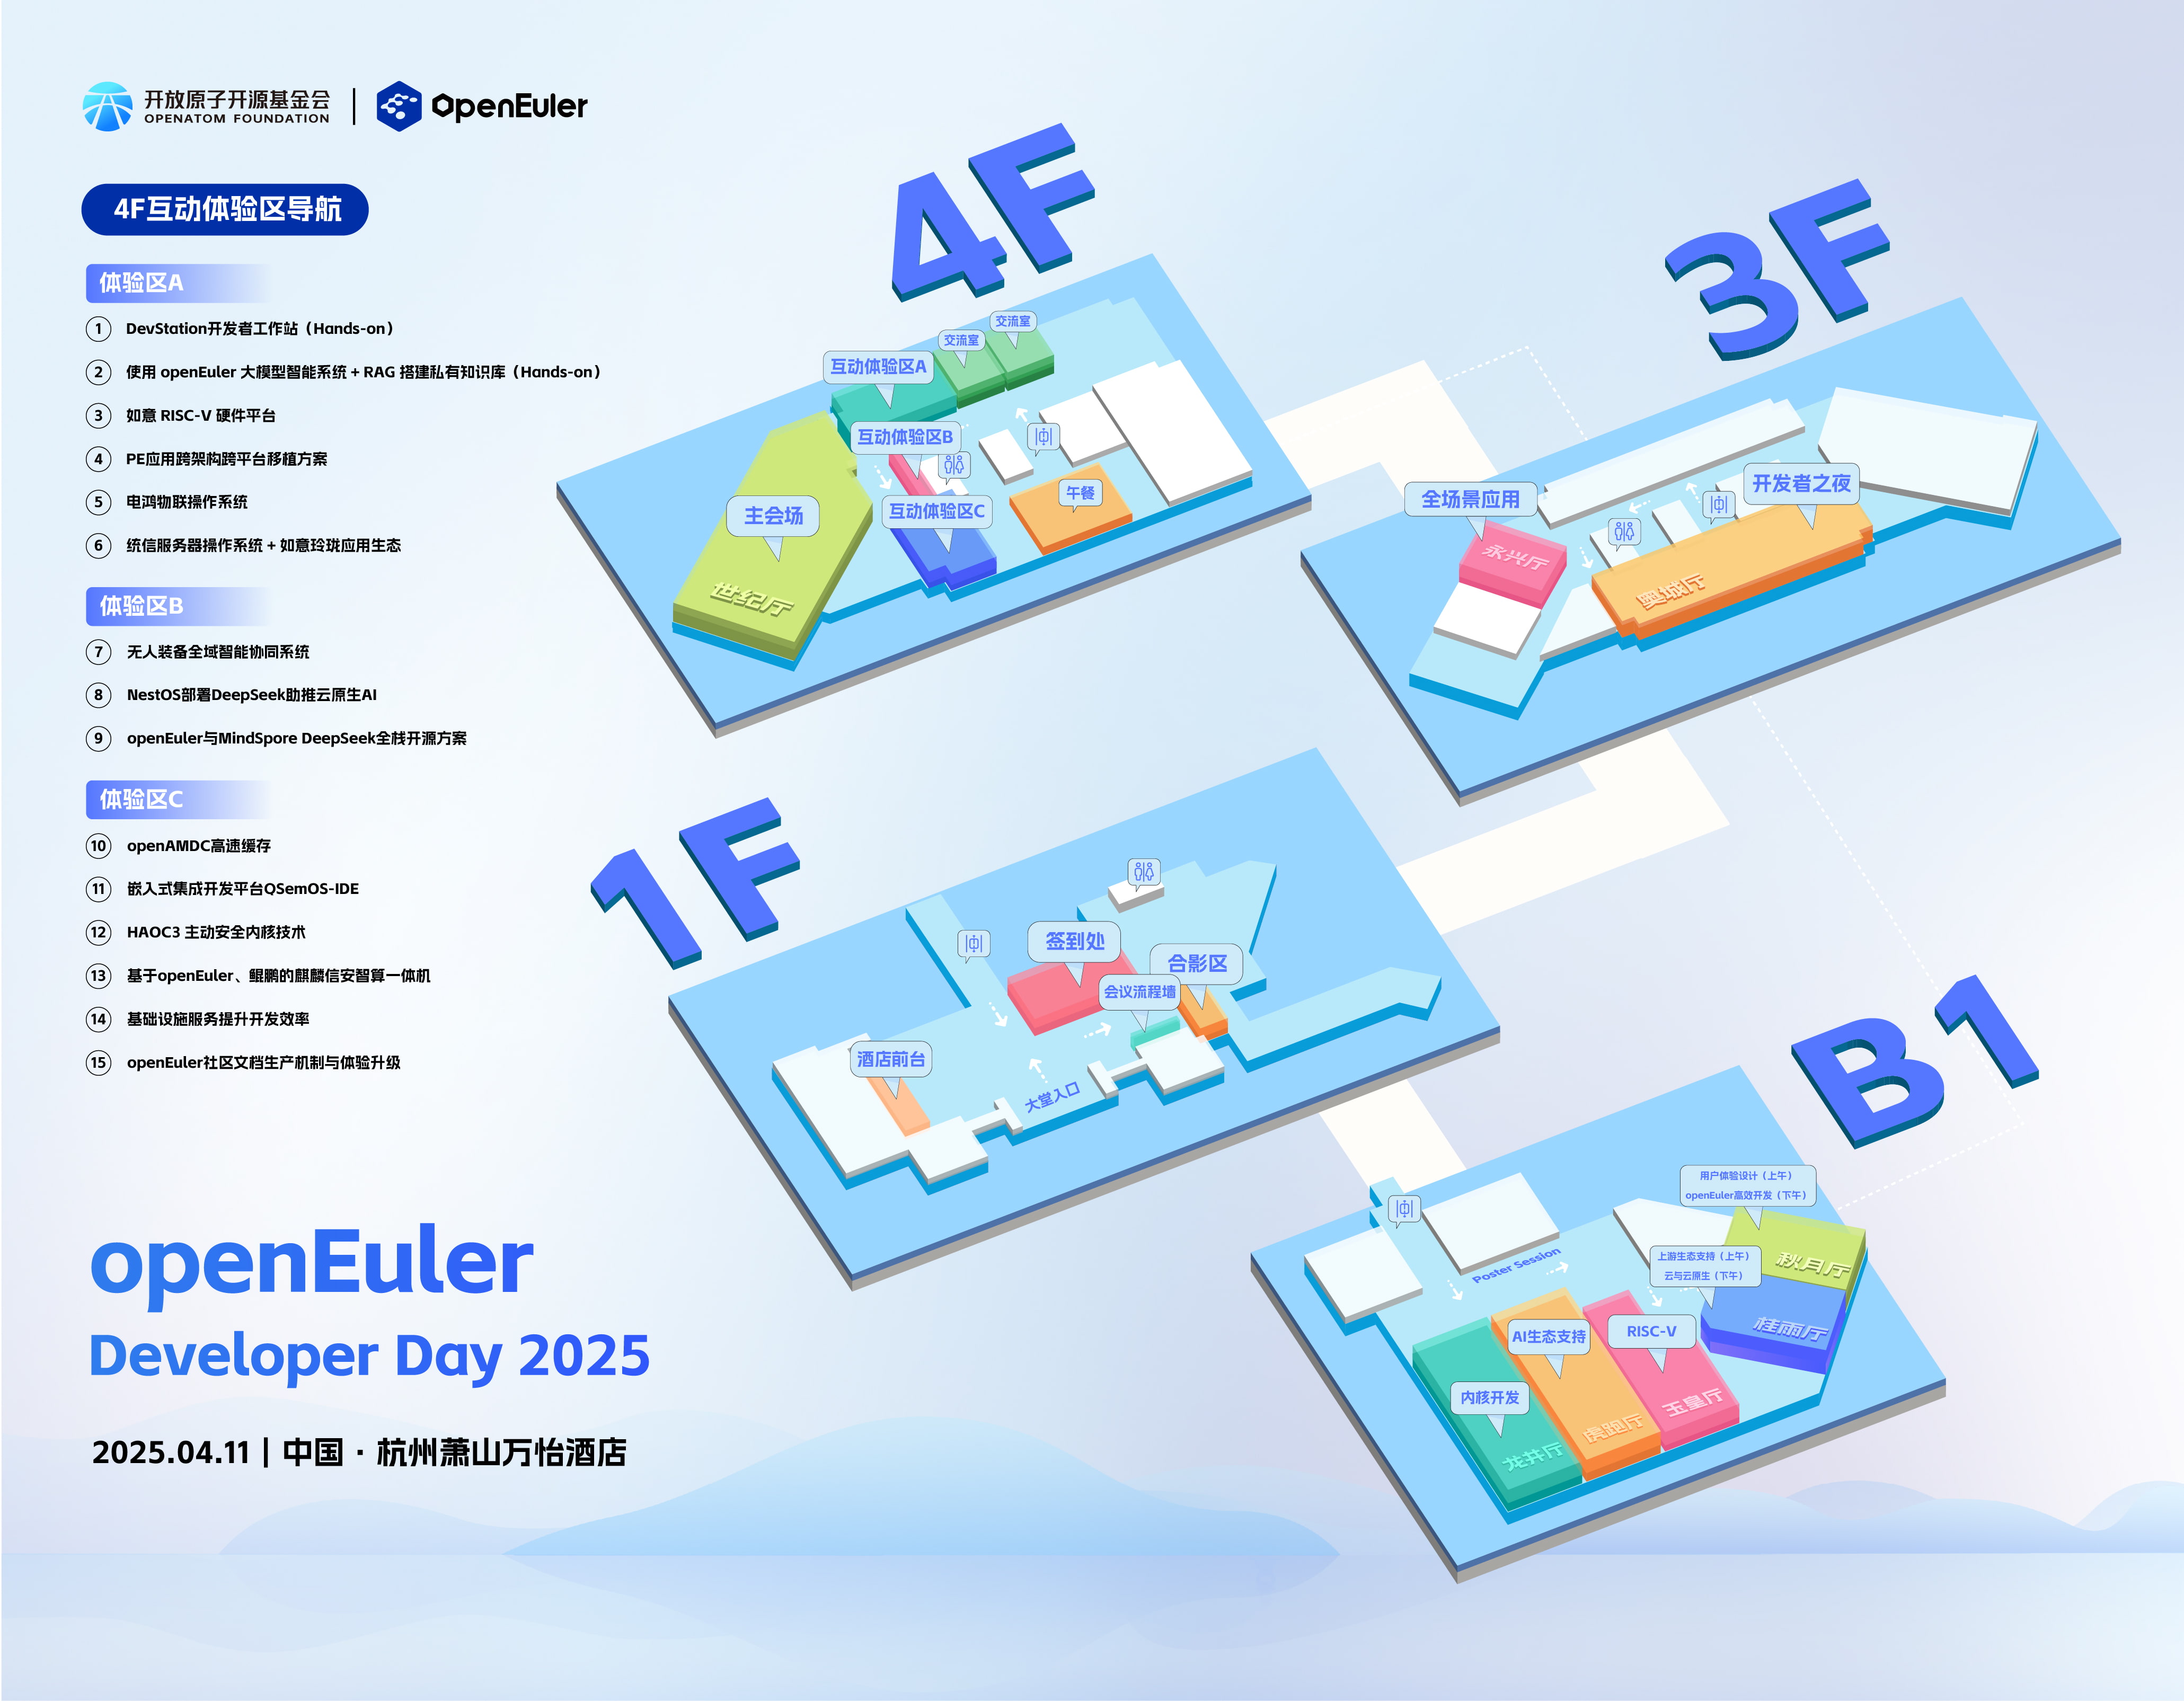 开放原子开源基金会
OPENATOM FOUNDATION
OpenEuler
4F互动体验区导航
体验区A
1 DevStation开发者工作站（Hands-on）
2 使用 openEuler 大模型智能系统 + RAG 搭建私有知识库（Hands-on）
3 如意 RISC-V 硬件平台
4 PE应用跨架构跨平台移植方案
5 电鸿物联操作系统
6 统信服务器操作系统 + 如意玲珑应用生态
体验区B
7 无人装备全域智能协同系统
8 NestOS部署DeepSeek助推云原生AI
9 openEuler与MindSpore DeepSeek全栈开源方案
体验区C
10 openAMDC高速缓存
11 嵌入式集成开发平台QSemOS-IDE
12 HAOC3 主动安全内核技术
13 基于openEuler、鲲鹏的麒麟信安智算一体机
14 基础设施服务提升开发效率
15 openEuler社区文档生产机制与体验升级
openEuler
Developer Day 2025
2025.04.11 | 中国 · 杭州萧山万怡酒店
4F
交流室
交流室
互动体验区A
互动体验区B
互动体验区C
午餐
主会场
世纪厅
3F
开发者之夜
全场景应用
永兴厅
奥城厅
1F
签到处
合影区
会议流程墙
酒店前台
大堂入口
B1
用户体验设计（上午）
openEuler高效开发（下午）
秋月厅
上游生态支持（上午）
云与云原生（下午）
桂雨厅
Poster Session
RISC-V
玉皇厅
AI生态支持
虎跑厅
内核开发
龙井厅